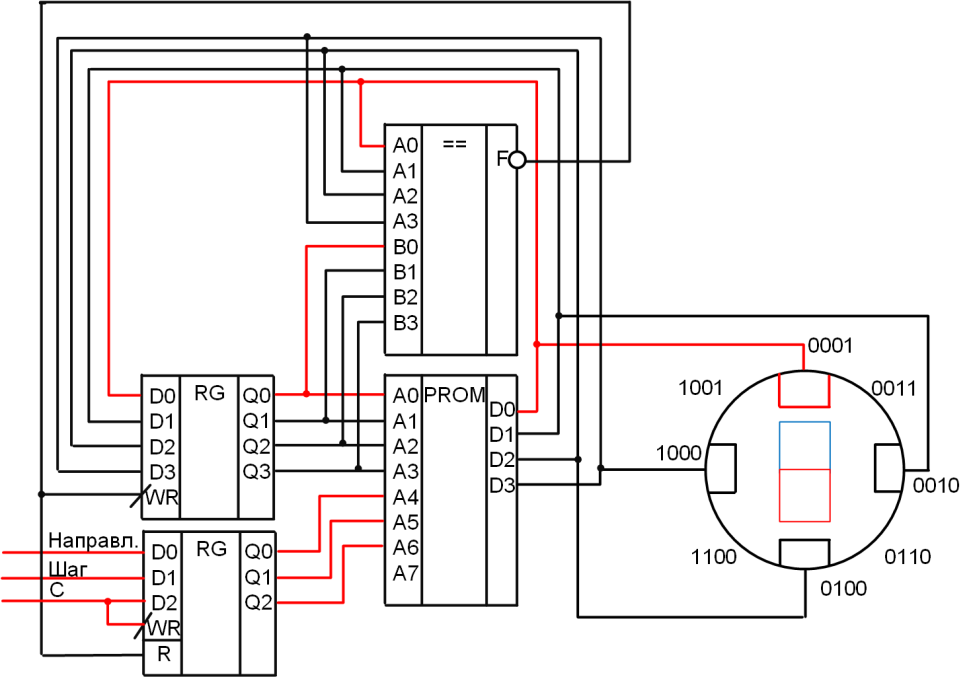 A0 == F
A1
A2
A3
B0
B1
B2
B3
0001
1001 0011
D0 RG Q0 A0 PROM D0
D1 Q1 A1 D1
D2 Q2 A2 D2
D3 Q3 A3 D3
1000
0010
WR A4
Направл. D0 RG Q0 A5
Шаг D1 Q1 A6
С D2 Q2 A7
1100 0110
0100
WR
R